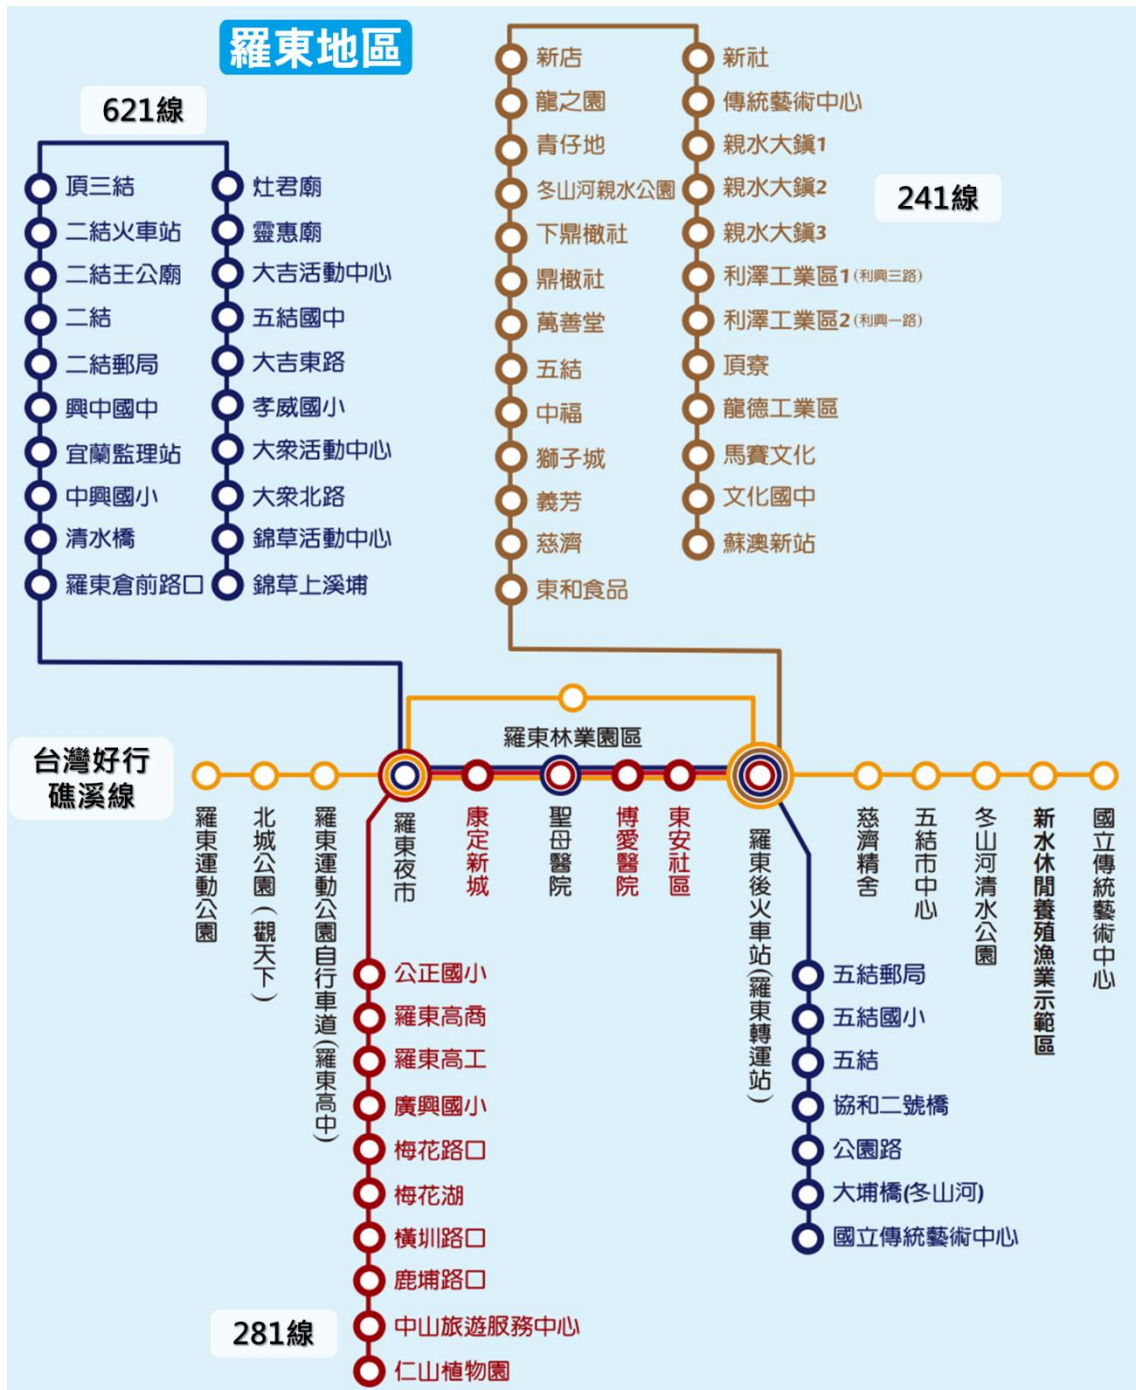 羅東地區
621線
頂三結
二結火車站
二結王公廟
二結
二結郵局
興中國中
宜蘭監理站
中興國小
清水橋
羅東倉前路口
灶君廟
靈惠廟
大吉活動中心
五結國中
大吉東路
孝威國小
大眾活動中心
大眾北路
錦草活動中心
錦草上溪埔
新店
龍之園
青仔地
冬山河親水公園
下鼎橄社
鼎橄社
萬善堂
五結
中福
獅子城
義芳
慈濟
東和食品
新社
傳統藝術中心
親水大鎮1
親水大鎮2
親水大鎮3
利澤工業區1(利興三路)
利澤工業區2(利興一路)
頂寮
龍德工業區
馬賽文化
文化國中
蘇澳新站
241線
羅東林業園區
台灣好行
礁溪線
羅東運動公園
北城公園(觀天下)
羅東運動公園自行車道(羅東高中)
羅東夜市
康定新城
聖母醫院
博愛醫院
東安社區
羅東後火車站(羅東轉運站)
慈濟精舍
五結市中心
冬山河清水公園
新水休閒養殖漁業示範區
國立傳統藝術中心
公正國小
羅東高商
羅東高工
廣興國小
梅花路口
梅花湖
橫圳路口
鹿埔路口
中山旅遊服務中心
仁山植物園
281線
五結郵局
五結國小
五結
協和二號橋
公園路
大埔橋(冬山河)
國立傳統藝術中心